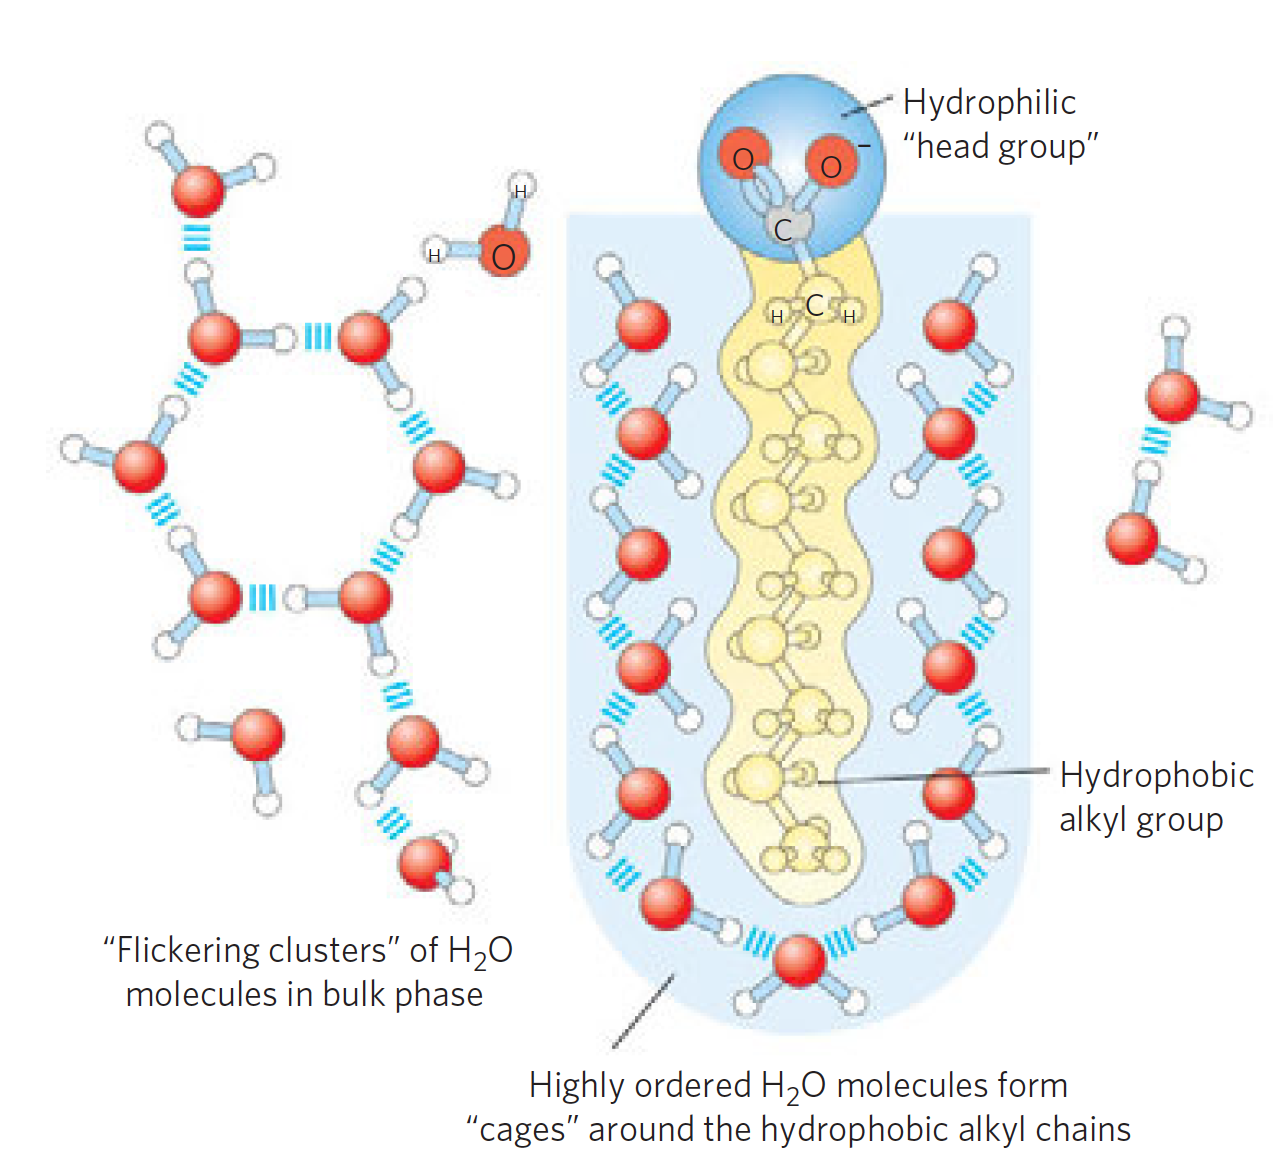 Hydrophilic
“head group”
O
O
−
C
H
H
O
H
C
H
Hydrophobic
alkyl group
“Flickering clusters” of H₂O
molecules in bulk phase
Highly ordered H₂O molecules form
“cages” around the hydrophobic alkyl chains